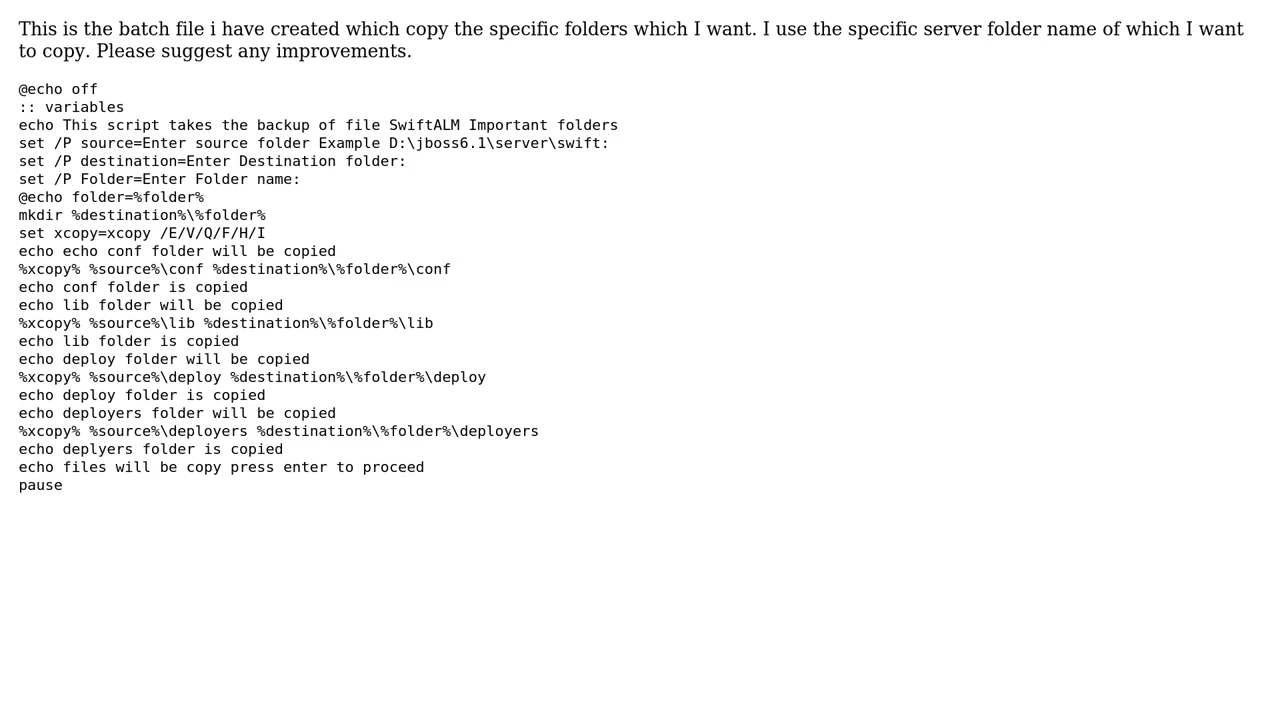 This is the batch file i have created which copy the specific folders which I want. I use the specific server folder name of which I want
to copy. Please suggest any improvements.
@echo off
:: variables
echo This script takes the backup of file SwiftALM Important folders
set /P source=Enter source folder Example D:\jboss6.1\server\swift:
set /P destination=Enter Destination folder:
set /P Folder=Enter Folder name:
@echo folder=%folder%
mkdir %destination%\%folder%
set xcopy=xcopy /E/V/Q/F/H/I
echo echo conf folder will be copied
%xcopy% %source%\conf %destination%\%folder%\conf
echo conf folder is copied
echo lib folder will be copied
%xcopy% %source%\lib %destination%\%folder%\lib
echo lib folder is copied
echo deploy folder will be copied
%xcopy% %source%\deploy %destination%\%folder%\deploy
echo deploy folder is copied
echo deployers folder will be copied
%xcopy% %source%\deployers %destination%\%folder%\deployers
echo deplyers folder is copied
echo files will be copy press enter to proceed
pause